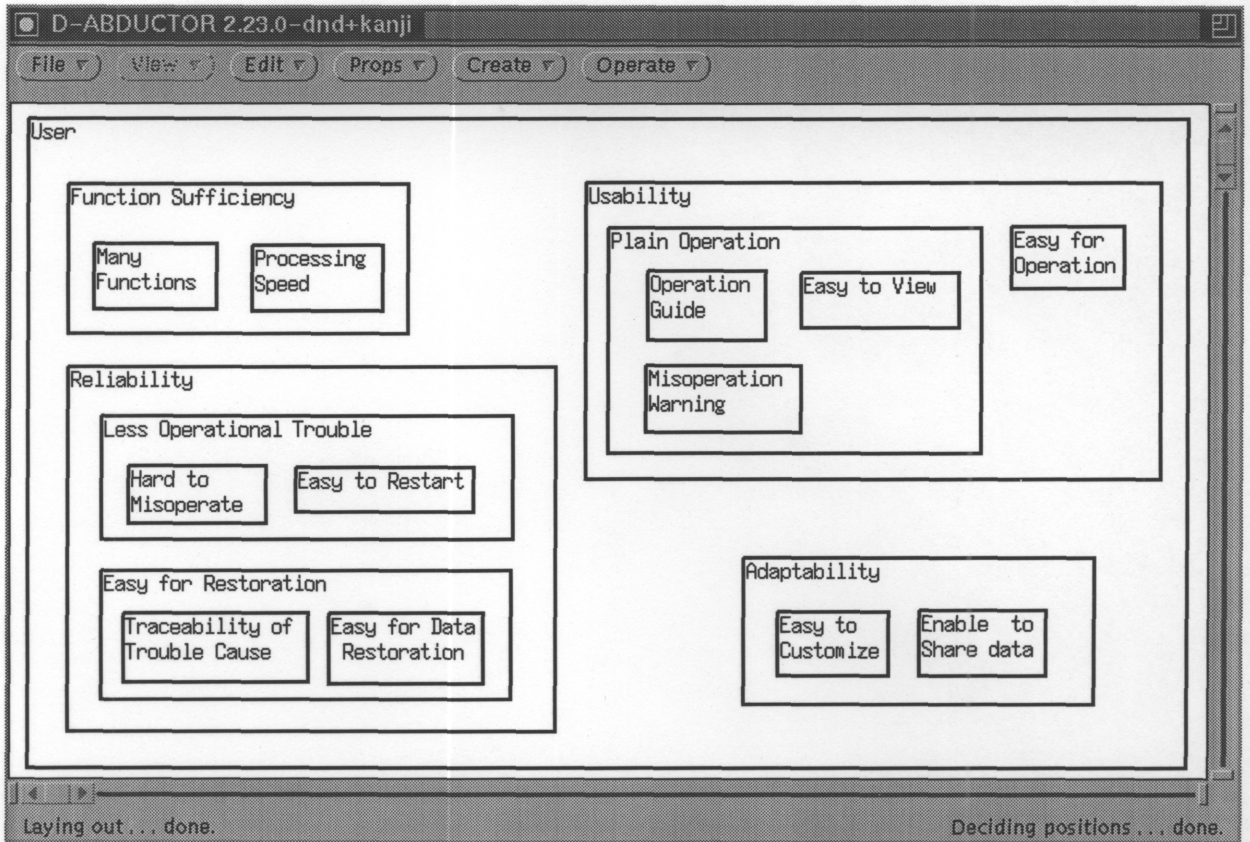 D-ABDUCTOR 2.23.0-dnd+kanji
File View Edit Props Create Operate
User
Function Sufficiency
Many
Functions
Processing
Speed
Usability
Plain Operation
Operation
Guide
Easy to View
Misoperation
Warning
Easy for
Operation
Reliability
Less Operational Trouble
Hard to
Misoperate
Easy to Restart
Easy for Restoration
Traceability of
Trouble Cause
Easy for Data
Restoration
Adaptability
Easy to
Customize
Enable to
Share data
Laying out... done.
Deciding positions... done.